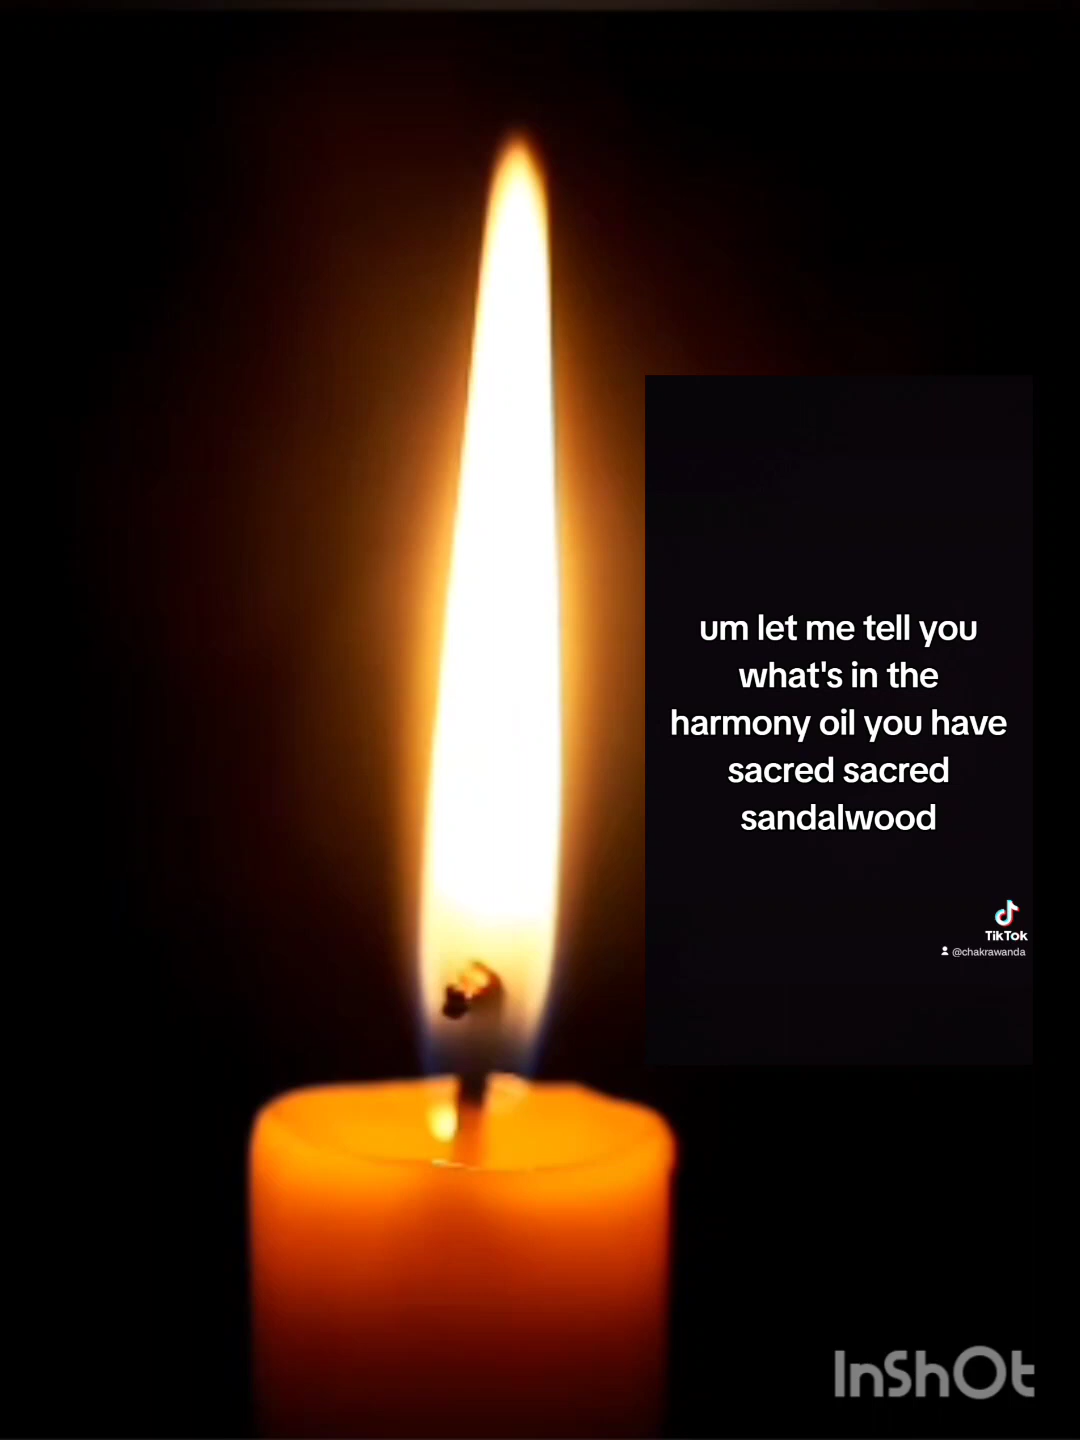 um let me tell you
what's in the
harmony oil you have
sacred sacred
sandalwood
TikTok
@chakrawanda
InShOt